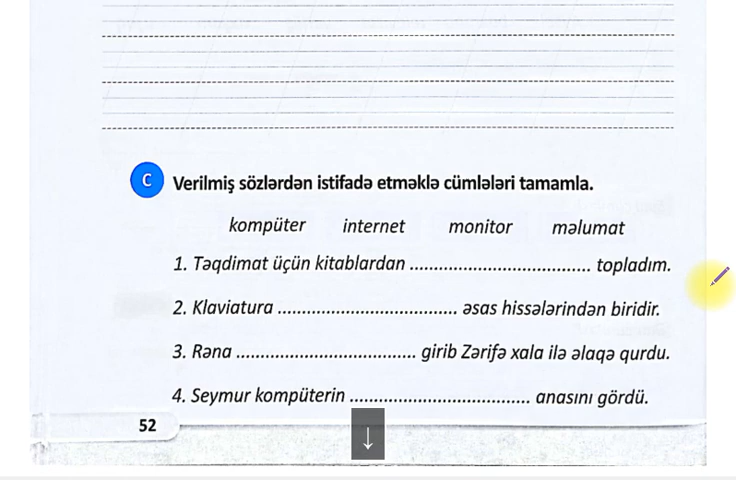 C Verilmiş sözlərdən istifadə etməklə cümlələri tamamla.
kompüter internet monitor məlumat
1. Təqdimat üçün kitablardan .................................... topladım.
2. Klaviatura .................................... əsas hissələrindən biridir.
3. Rəna .................................... girib Zərifə xala ilə əlaqə qurdu.
4. Seymur kompüterin .................................... anasını gördü.
52